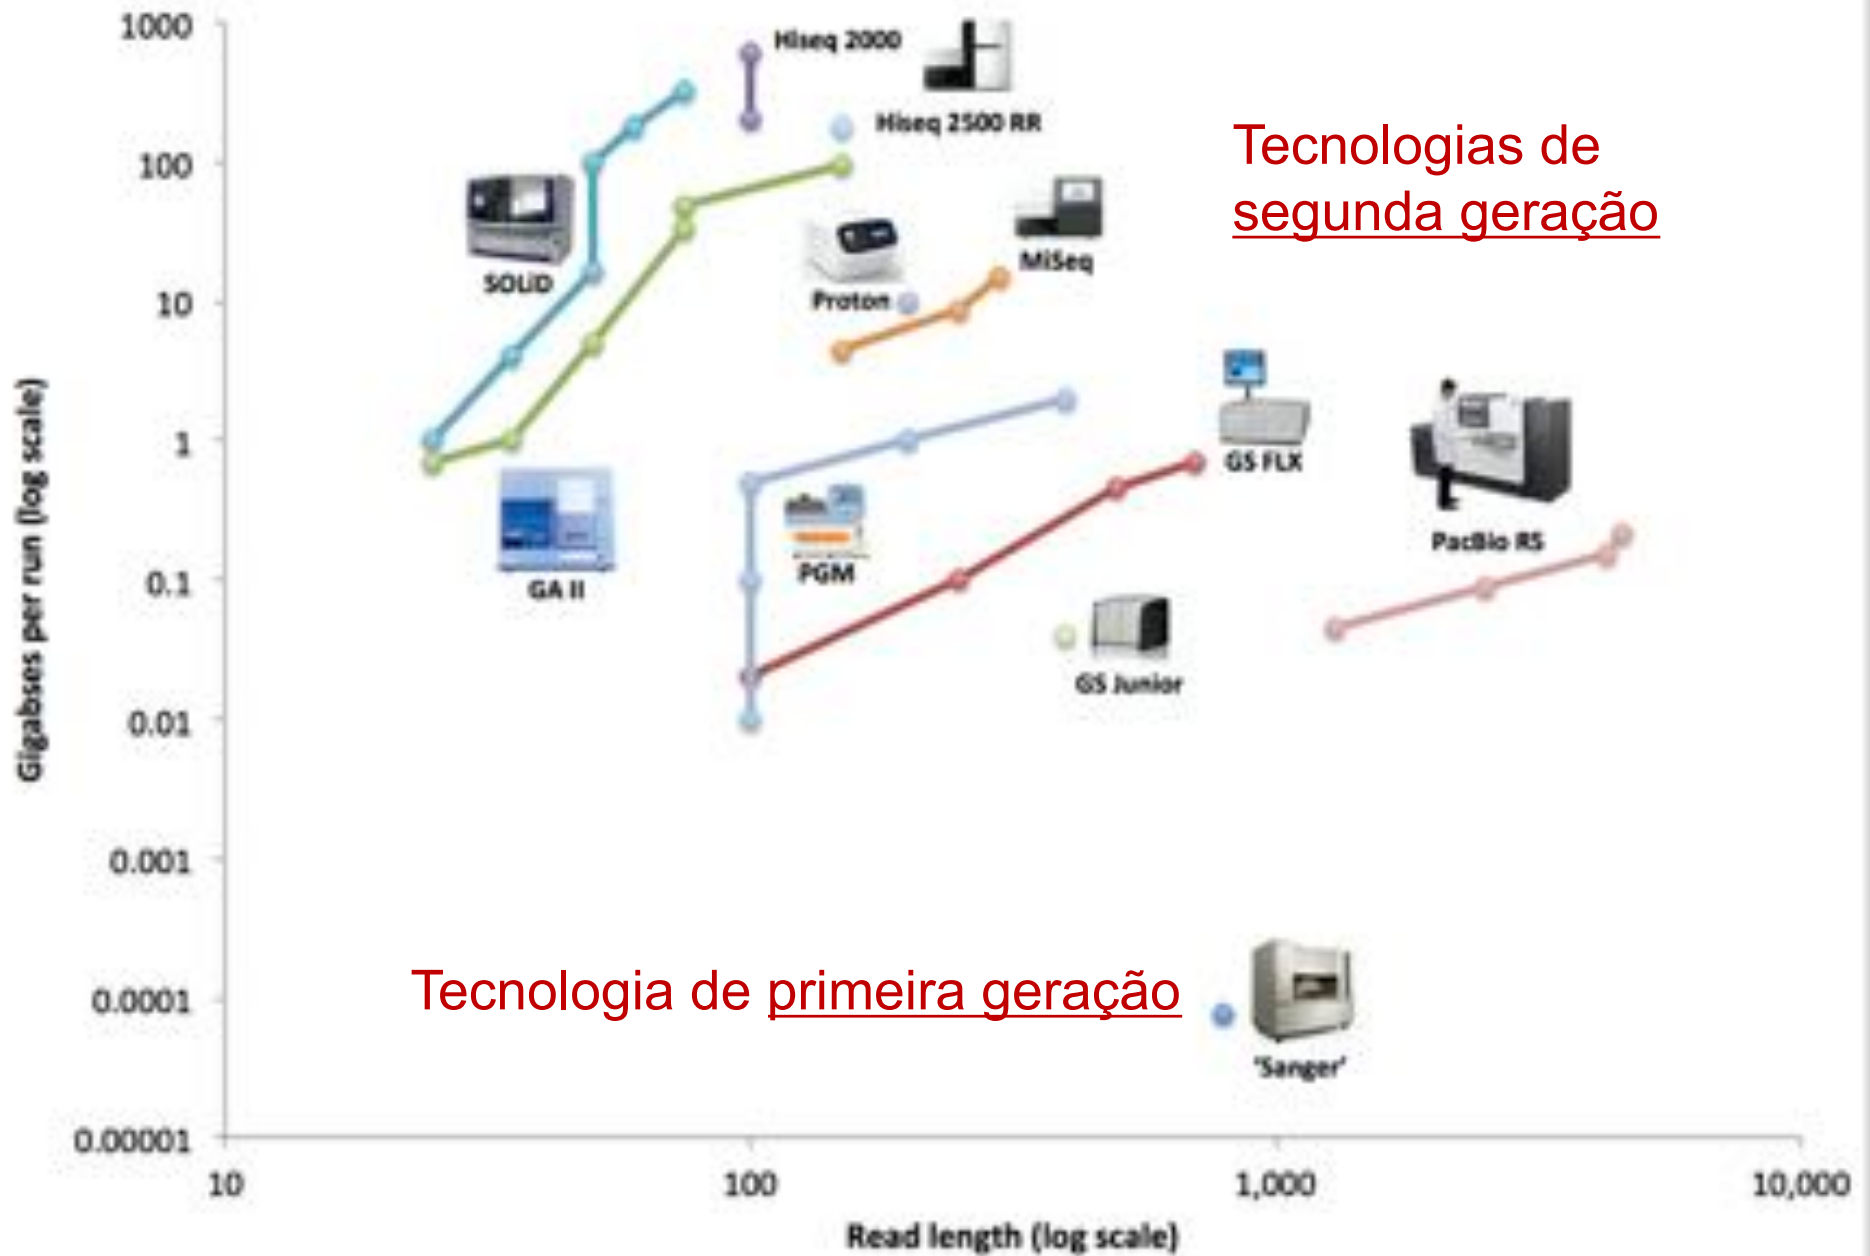 1000
100
10
1
0.1
0.01
0.001
0.0001
0.00001
Gigabses per run (log scale)
Hiseq 2000
Hiseq 2500 RR
Tecnologias de
segunda geração
SOLiD
Proton
MiSeq
GS FLX
GA II
PGM
PacBio RS
GS Junior
Tecnologia de primeira geração
'Sanger'
10
100
1,000
10,000
Read length (log scale)